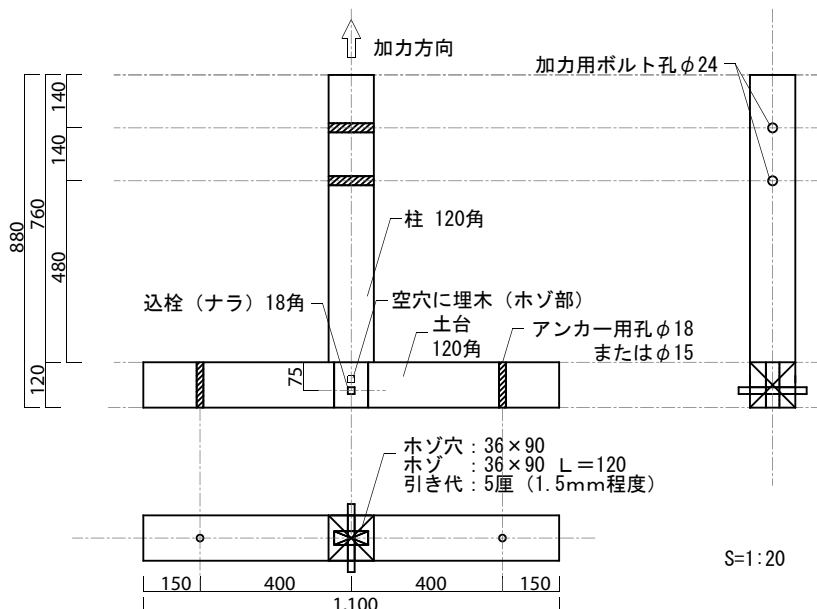 加力方向
加力用ボルト孔φ24
140
140
760
880
480
柱 120角
込栓（ナラ）18角
空穴に埋木（ホゾ部）
土台
120角
アンカー用孔φ18
またはφ15
120
75
ホゾ穴：36×90
ホゾ　：36×90 L＝120
引き代：5厘（1.5mm程度）
S=1:20
150 400 400 150
1,100